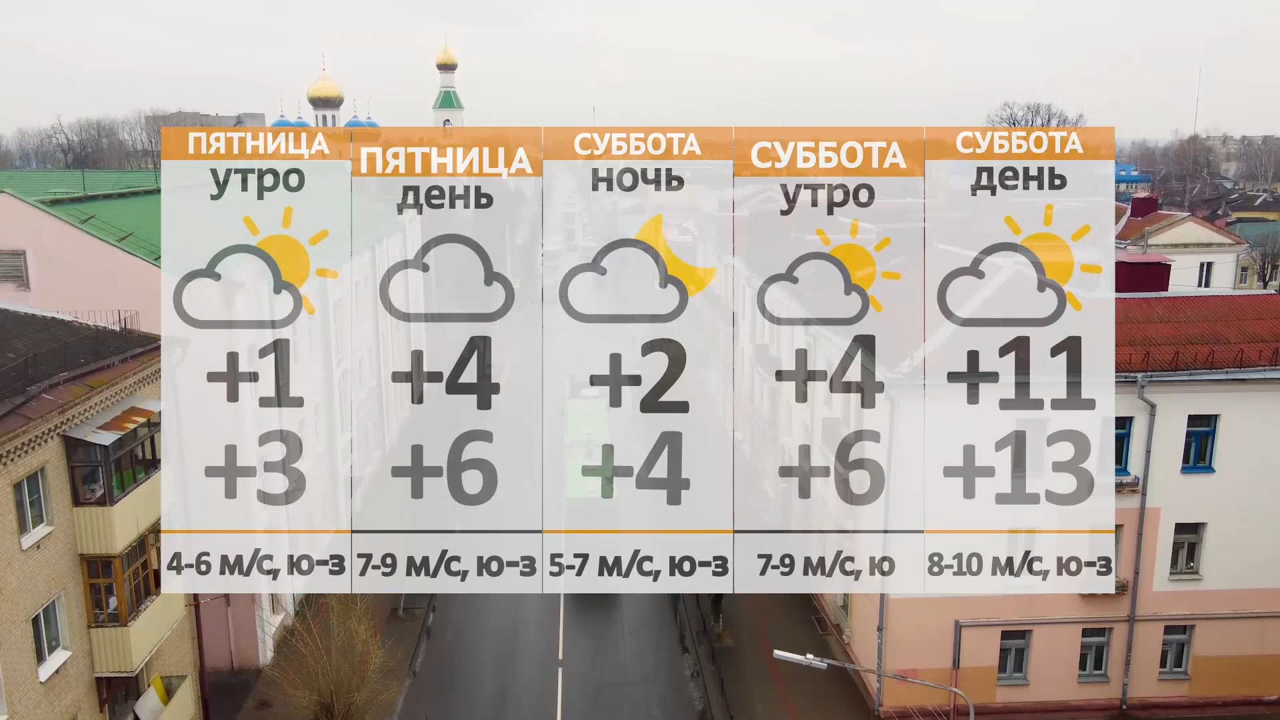 ПЯТНИЦА
утро
+1
+3
4-6 м/с, ю-з
ПЯТНИЦА
день
+4
+6
7-9 м/с, ю-з
СУББОТА
ночь
+2
+4
5-7 м/с, ю-з
СУББОТА
утро
+4
+6
7-9 м/с, ю
СУББОТА
день
+11
+13
8-10 м/с, ю-з